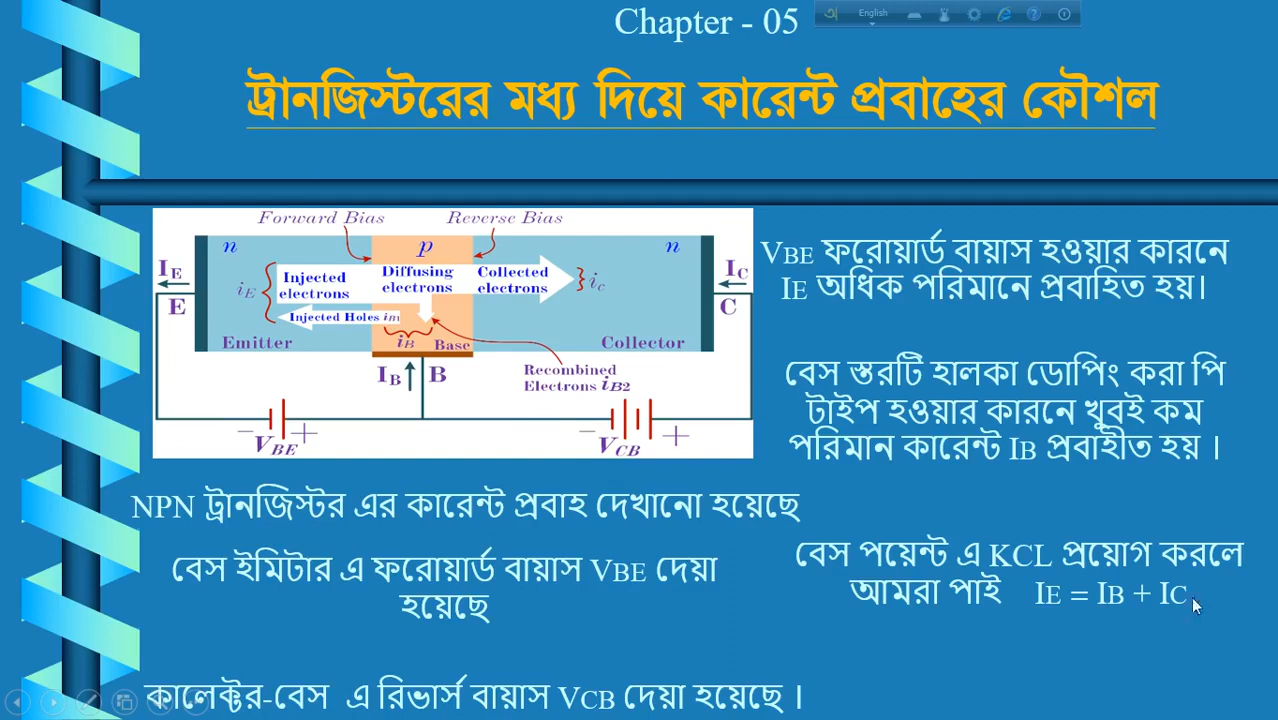 Chapter - 05
English
ট্রানজিস্টরের মধ্য দিয়ে কারেন্ট প্রবাহের কৌশল
Forward Bias
Reverse Bias
n
p
n
IE
Injected electrons
Diffusing electrons
Collected electrons
iE
iC
IC
E
Injected Holes iB1
C
Emitter
iB
Base
Collector
IB
B
Recombined
Electrons iB2
− VBE +
− VCB +
VBE ফরোয়ার্ড বায়াস হওয়ার কারনে
IE অধিক পরিমানে প্রবাহিত হয়।
বেস স্তরটি হালকা ডোপিং করা পি
টাইপ হওয়ার কারনে খুবই কম
পরিমান কারেন্ট IB প্রবাহীত হয় ।
NPN ট্রানজিস্টর এর কারেন্ট প্রবাহ দেখানো হয়েছে
বেস ইমিটার এ ফরোয়ার্ড বায়াস VBE দেয়া
হয়েছে
বেস পয়েন্ট এ KCL প্রয়োগ করলে
আমরা পাই IE = IB + IC
কালেক্টর-বেস এ রিভার্স বায়াস VCB দেয়া হয়েছে ।